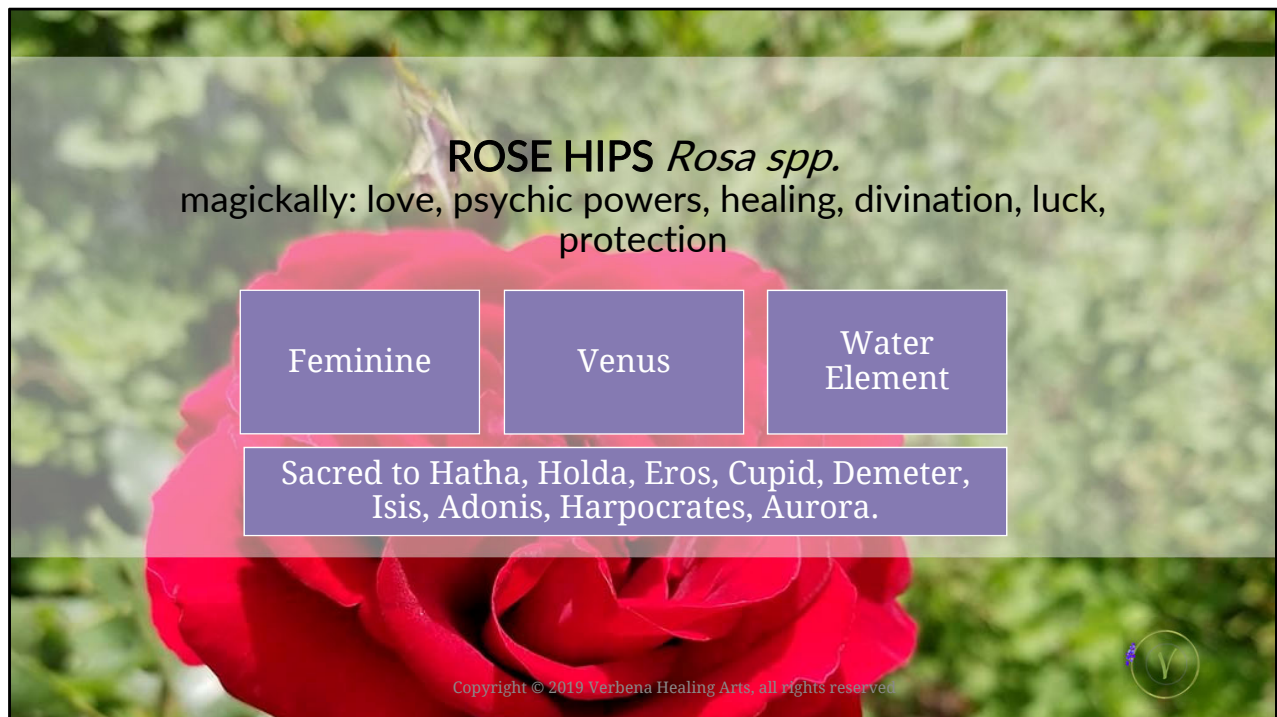 ROSE HIPS Rosa spp.
magickally: love, psychic powers, healing, divination, luck,
protection
Feminine
Venus
Water
Element
Sacred to Hatha, Holda, Eros, Cupid, Demeter,
Isis, Adonis, Harpocrates, Aurora.
Copyright © 2019 Verbena Healing Arts, all rights reserved
V